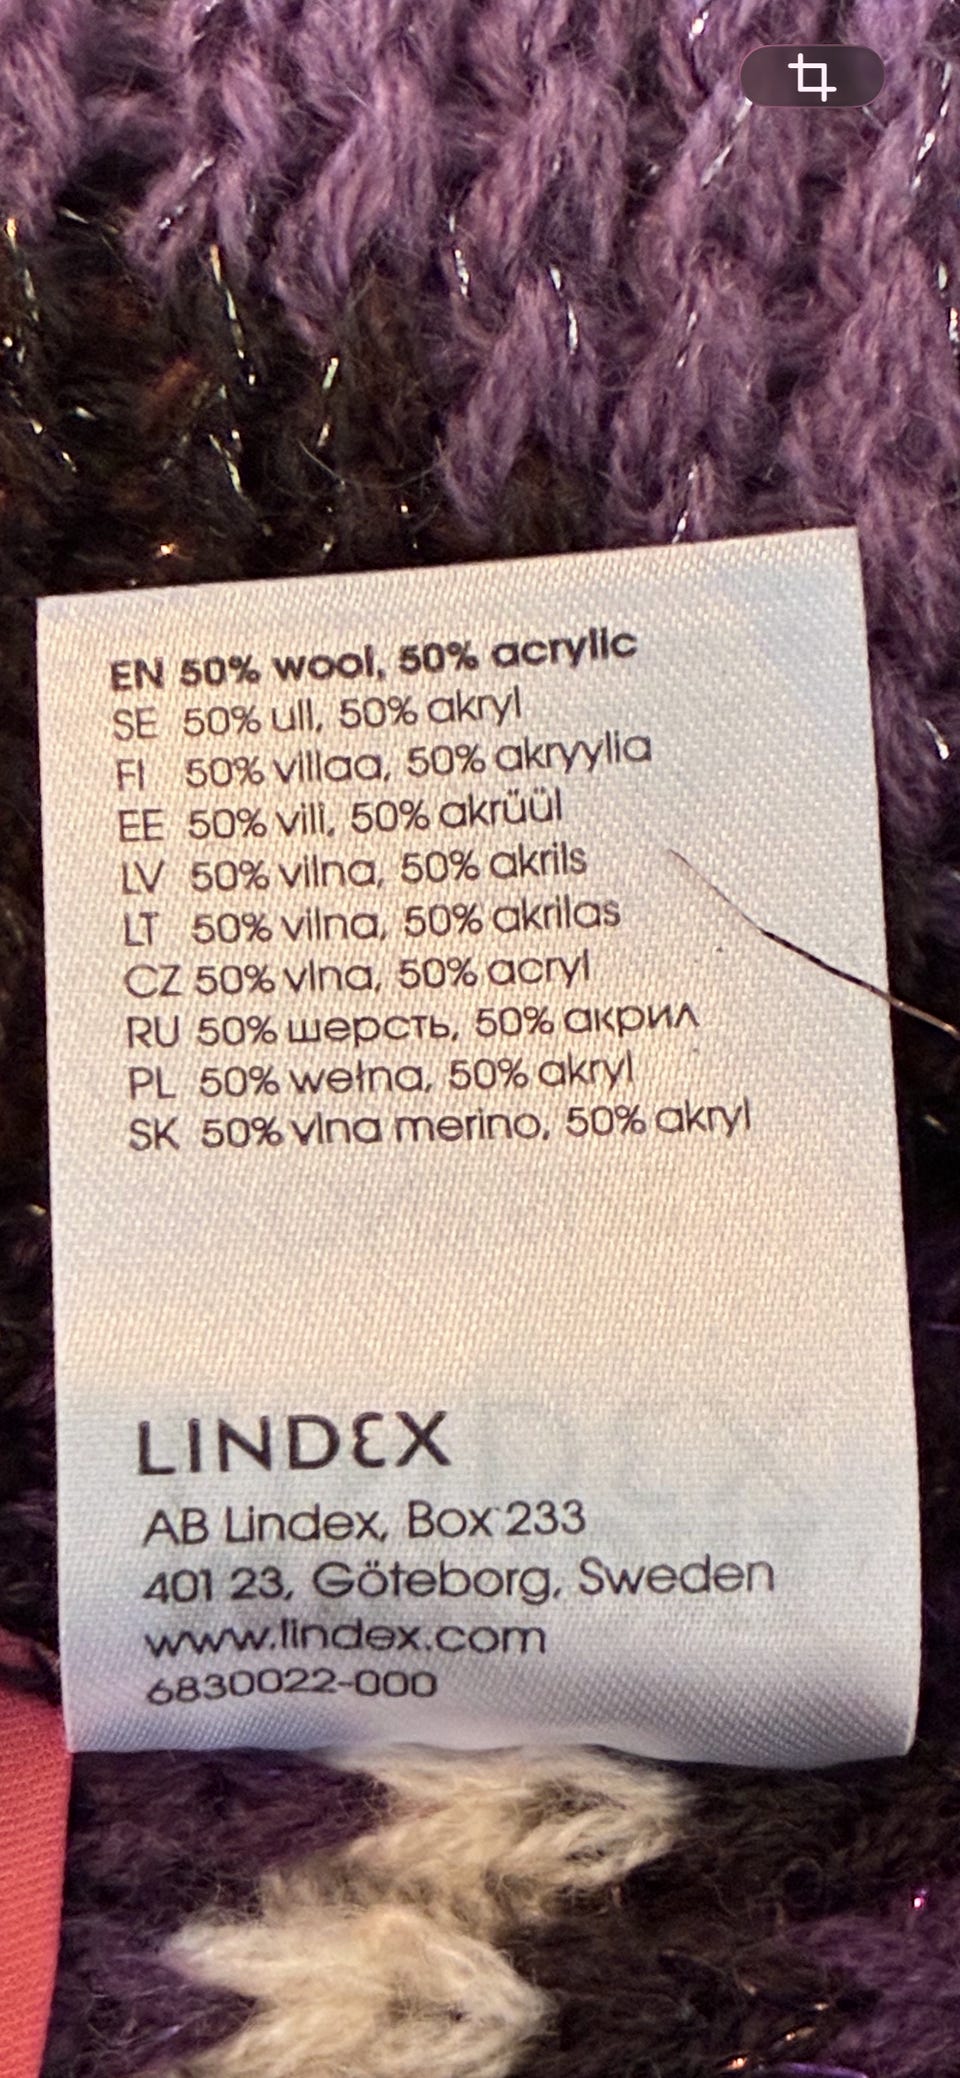 EN 50% wool, 50% acrylic
SE 50% ull, 50% akryl
FI 50% villaa, 50% akryylia
EE 50% vill, 50% akrüül
LV 50% vilna, 50% akrils
LT 50% vilna, 50% akrilas
CZ 50% vlna, 50% acryl
RU 50% шерсть, 50% акрил
PL 50% wełna, 50% akryl
SK 50% vlna merino, 50% akryl
LINDEX
AB Lindex, Box 233
401 23, Göteborg, Sweden
www.lindex.com
6830022-000